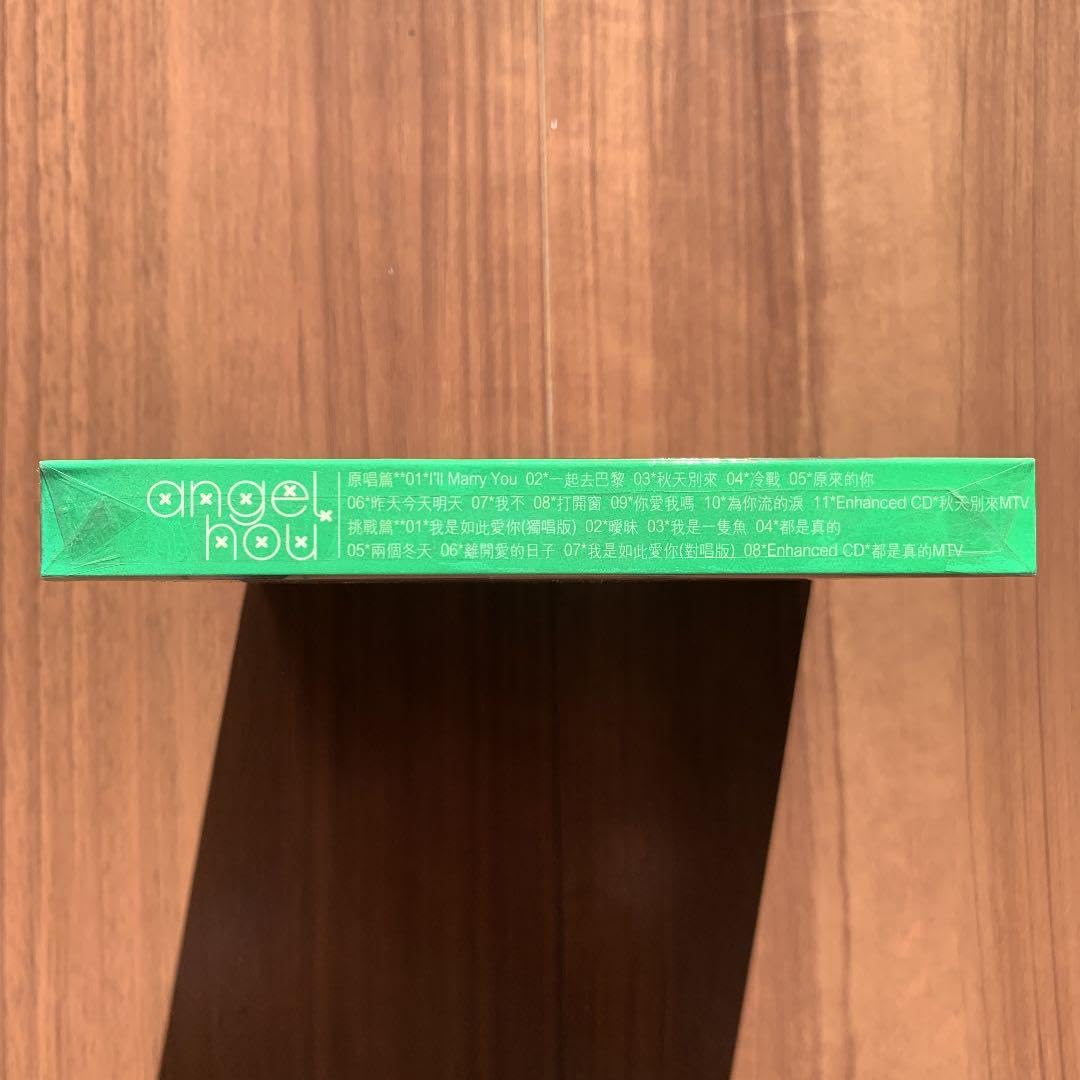 angel
hou
原唱篇**01*I'll Marry You 02*一起去巴黎 03*秋天別來 04*冷戰 05*原來的你
06*昨天今天明天 07*我不 08*打開窗 09*你愛我嗎 10*為你流的淚 11*Enhanced CD*秋天別來MTV
挑戰篇**01*我是如此愛你(獨唱版) 02*曖昧 03*我是一隻魚 04*都是真的
05*兩個冬天 06*離開愛的日子 07*我是如此愛你(對唱版) 08*Enhanced CD*都是真的MTV